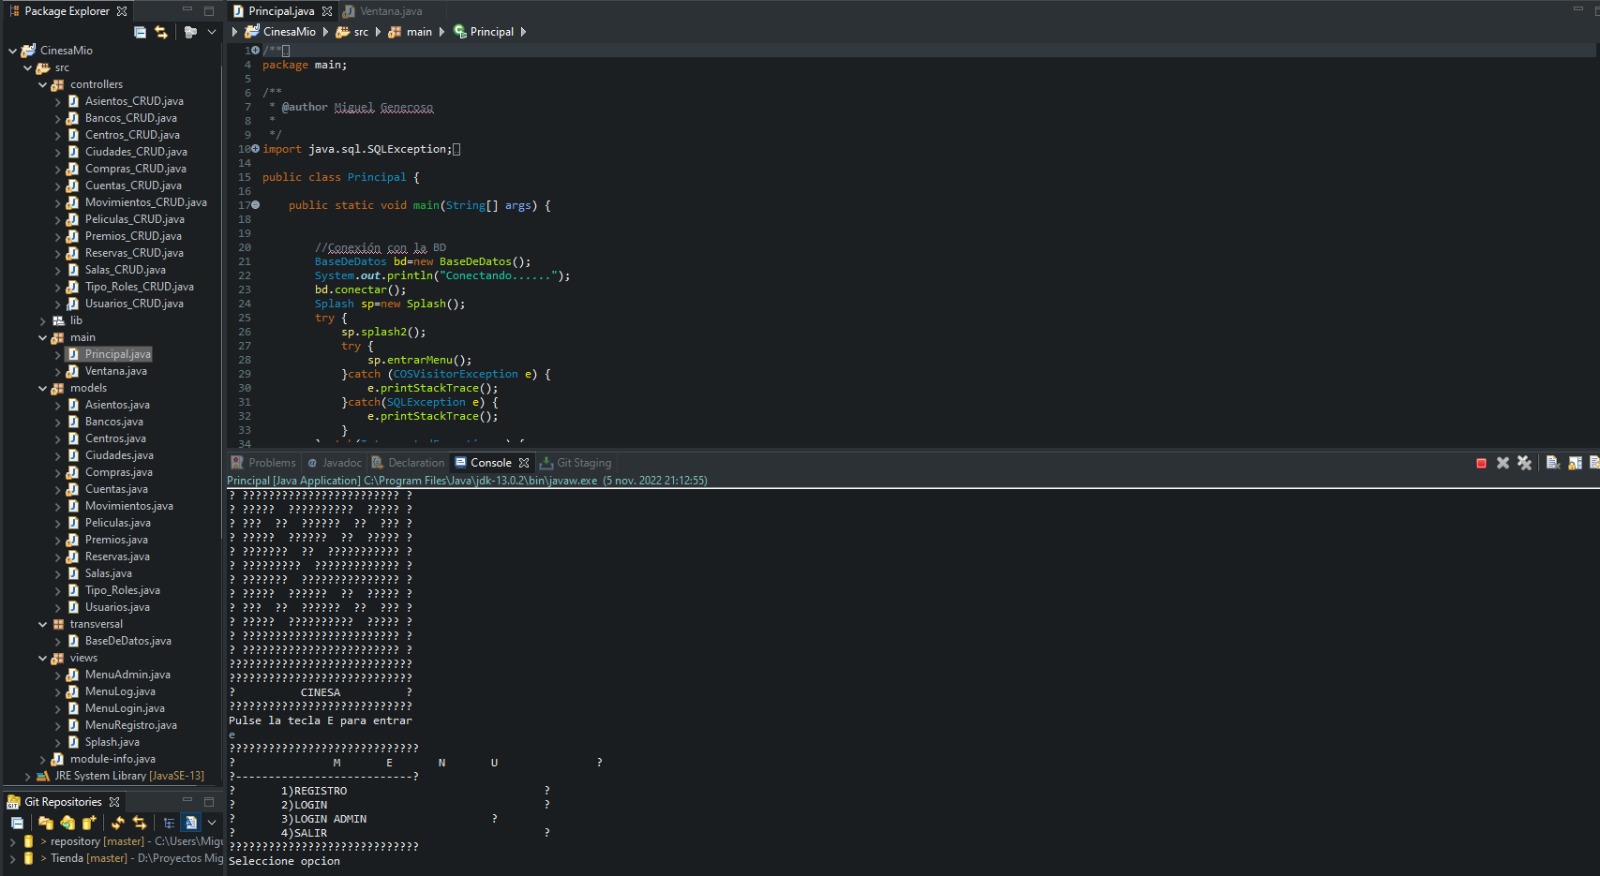 Package Explorer
CinesaMio
src
controllers
Asientos_CRUD.java
Bancos_CRUD.java
Centros_CRUD.java
Ciudades_CRUD.java
Compras_CRUD.java
Cuentas_CRUD.java
Movimientos_CRUD.java
Peliculas_CRUD.java
Premios_CRUD.java
Reservas_CRUD.java
Salas_CRUD.java
Tipo_Roles_CRUD.java
Usuarios_CRUD.java
lib
main
Principal.java
Ventana.java
models
Asientos.java
Bancos.java
Centros.java
Ciudades.java
Compras.java
Cuentas.java
Movimientos.java
Peliculas.java
Premios.java
Reservas.java
Salas.java
Tipo_Roles.java
Usuarios.java
transversal
BaseDeDatos.java
views
MenuAdmin.java
MenuLog.java
MenuLogin.java
MenuRegistro.java
Splash.java
module-info.java
JRE System Library [JavaSE-13]
Git Repositories
> repository [master] - C:\Users\Migu
> Tienda [master] - D:\Proyectos Mig
Principal.java Ventana.java
CinesaMio src main Principal
1 /**
4 package main;
5
6 /**
7 * @author Miguel Generoso
8 *
9 */
10 import java.sql.SQLException;
14
15 public class Principal {
16
17 public static void main(String[] args) {
18
19
20 //Conexión con la BD
21 BaseDeDatos bd=new BaseDeDatos();
22 System.out.println("Conectando......");
23 bd.conectar();
24 Splash sp=new Splash();
25 try {
26 sp.splash2();
27 try {
28 sp.entrarMenu();
29 }catch (COSVisitorException e) {
30 e.printStackTrace();
31 }catch(SQLException e) {
32 e.printStackTrace();
33 }
34
Problems Javadoc Declaration Console Git Staging
Principal [Java Application] C:\Program Files\Java\jdk-13.0.2\bin\javaw.exe (5 nov. 2022 21:12:55)
? ???????????????????????? ?
? ?????  ??????????  ????? ?
? ???  ??  ??????  ??  ??? ?
? ?????  ??????  ??  ????? ?
? ???????  ??  ??????????? ?
? ?????????  ????????????? ?
? ???????  ??????????????? ?
? ?????  ??????  ??  ????? ?
? ???  ??  ??????  ??  ??? ?
? ?????  ??????????  ????? ?
? ???????????????????????? ?
? ???????????????????????? ?
????????????????????????????
????????????????????????????
? CINESA ?
????????????????????????????
Pulse la tecla E para entrar
e
?????????????????????????????
? M E N U ?
?---------------------------?
? 1)REGISTRO ?
? 2)LOGIN ?
? 3)LOGIN ADMIN ?
? 4)SALIR ?
?????????????????????????????
Seleccione opcion